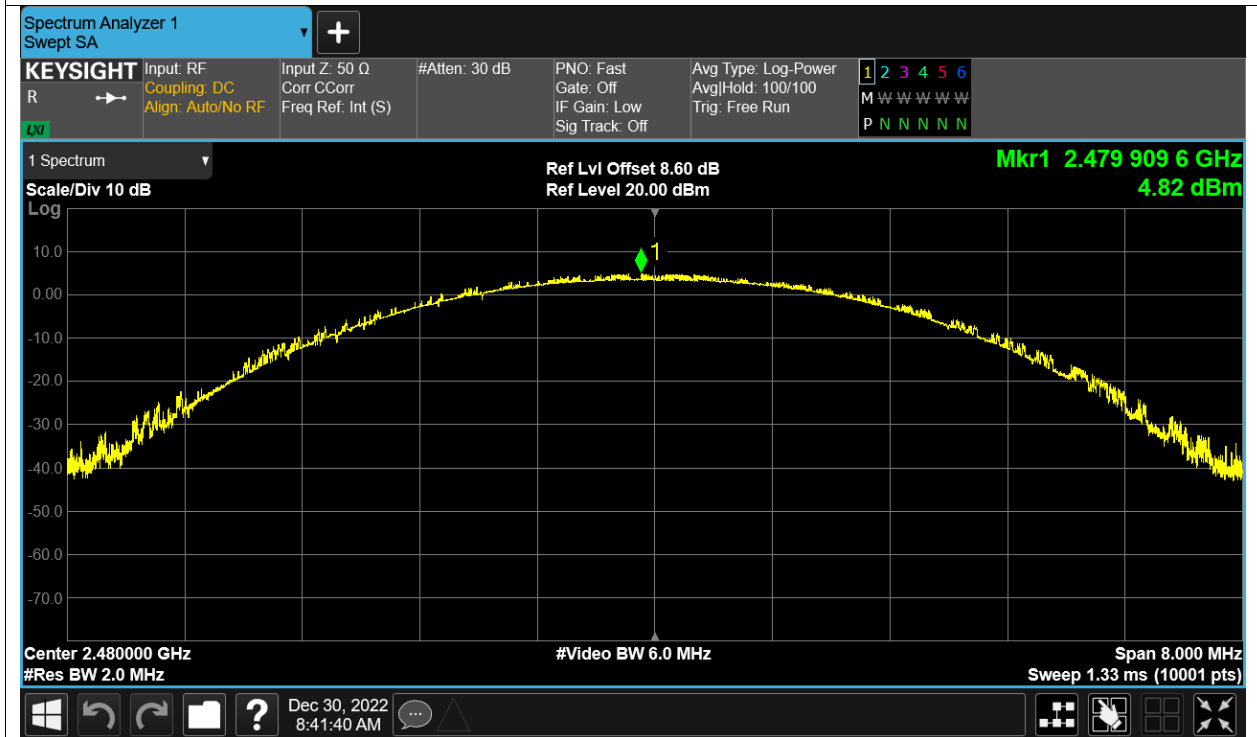 Spectrum Analyzer 1
Swept SA
KEYSIGHT
R
LXI
Input: RF
Coupling: DC
Align: Auto/No RF
Input Z: 50 Ω
Corr CCorr
Freq Ref: Int (S)
#Atten: 30 dB
PNO: Fast
Gate: Off
IF Gain: Low
Sig Track: Off
Avg Type: Log-Power
Avg|Hold: 100/100
Trig: Free Run
1 2 3 4 5 6
M W W W W W
P N N N N N N
1 Spectrum
Scale/Div 10 dB
Log
Ref Lvl Offset 8.60 dB
Ref Level 20.00 dBm
Mkr1 2.479 909 6 GHz
4.82 dBm
1
10.0
0.00
-10.0
-20.0
-30.0
-40.0
-50.0
-60.0
-70.0
Center 2.480000 GHz
#Res BW 2.0 MHz
#Video BW 6.0 MHz
Span 8.000 MHz
Sweep 1.33 ms (10001 pts)
?
Dec 30, 2022
8:41:40 AM